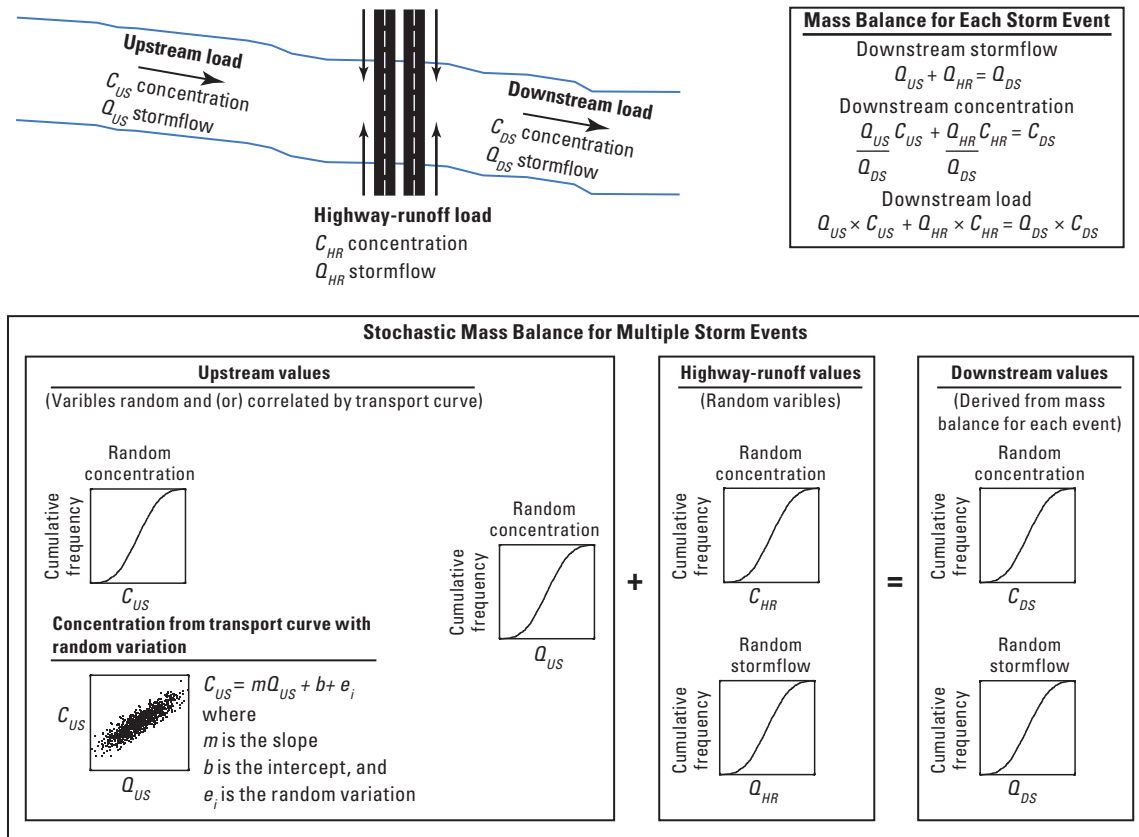 Upstream load
C_US concentration
Q_US stormflow
Downstream load
C_DS concentration
Q_DS stormflow
Highway-runoff load
C_HR concentration
Q_HR stormflow
Mass Balance for Each Storm Event
Downstream stormflow
Q_US + Q_HR = Q_DS
Downstream concentration
Q_US/Q_DS C_US + Q_HR/Q_DS C_HR = C_DS
Downstream load
Q_US × C_US + Q_HR × C_HR = Q_DS × C_DS
Stochastic Mass Balance for Multiple Storm Events
Upstream values
(Varibles random and (or) correlated by transport curve)
Random
concentration
Cumulative
frequency
C_US
Random
concentration
Cumulative
frequency
Q_US
Concentration from transport curve with
random variation
C_US
Q_US
C_US = mQ_US + b+ e_i
where
m is the slope
b is the intercept, and
e_i is the random variation
+
Highway-runoff values
(Random varibles)
Random
concentration
Cumulative
frequency
C_HR
Random
stormflow
Cumulative
frequency
Q_HR
=
Downstream values
(Derived from mass
balance for each event)
Random
concentration
Cumulative
frequency
C_DS
Random
stormflow
Cumulative
frequency
Q_DS